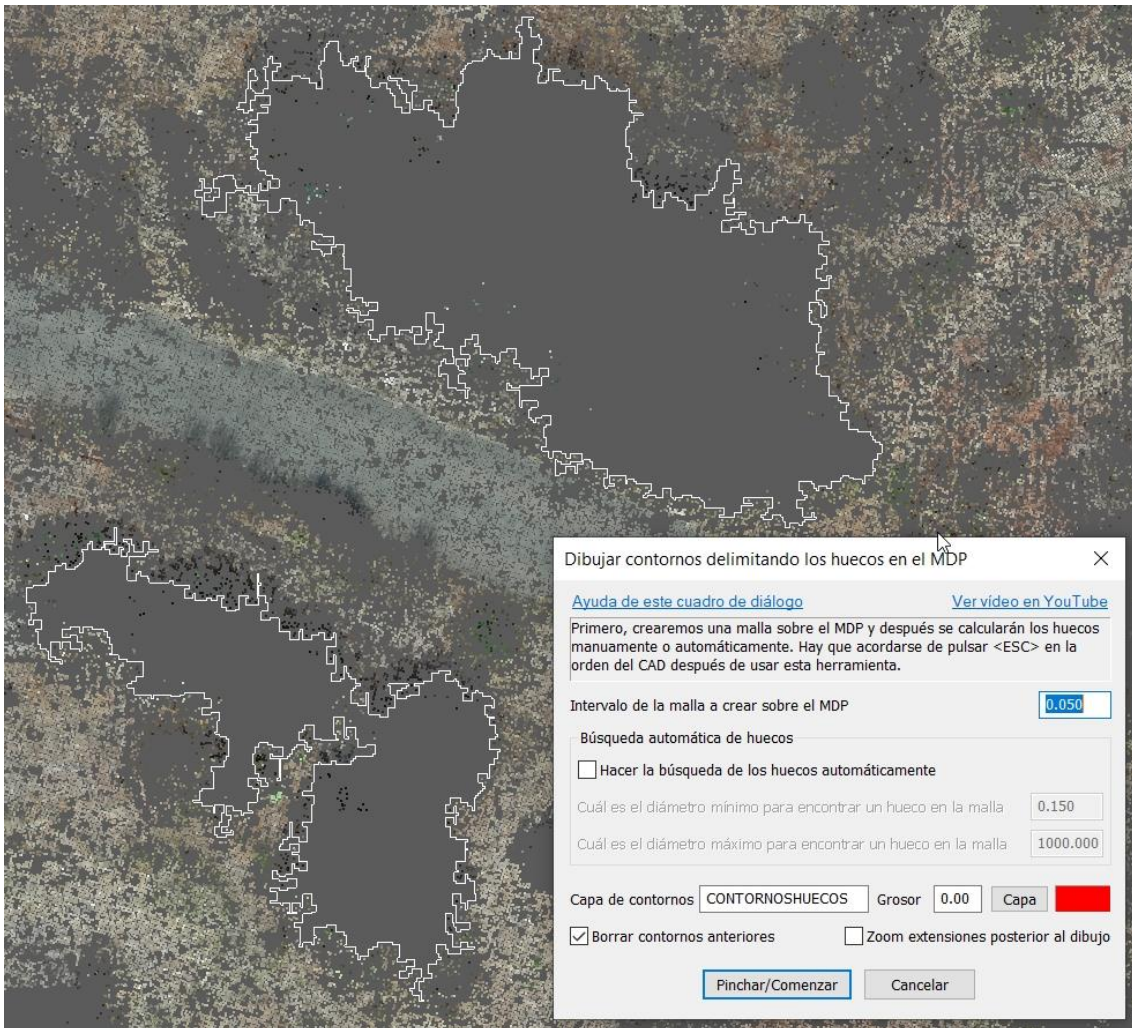 Dibujar contornos delimitando los huecos en el MDP
Ayuda de este cuadro de diálogo Ver vídeo en YouTube
Primero, crearemos una malla sobre el MDP y después se calcularán los huecos
manuamente o automáticamente. Hay que acordarse de pulsar <ESC> en la
orden del CAD después de usar esta herramienta.
Intervalo de la malla a crear sobre el MDP 0.050
Búsqueda automática de huecos
Hacer la búsqueda de los huecos automáticamente
Cuál es el diámetro mínimo para encontrar un hueco en la malla 0.150
Cuál es el diámetro máximo para encontrar un hueco en la malla 1000.000
Capa de contornos CONTORNOSHUECOS Grosor 0.00 Capa
Borrar contornos anteriores Zoom extensiones posterior al dibujo
Pinchar/Comenzar Cancelar